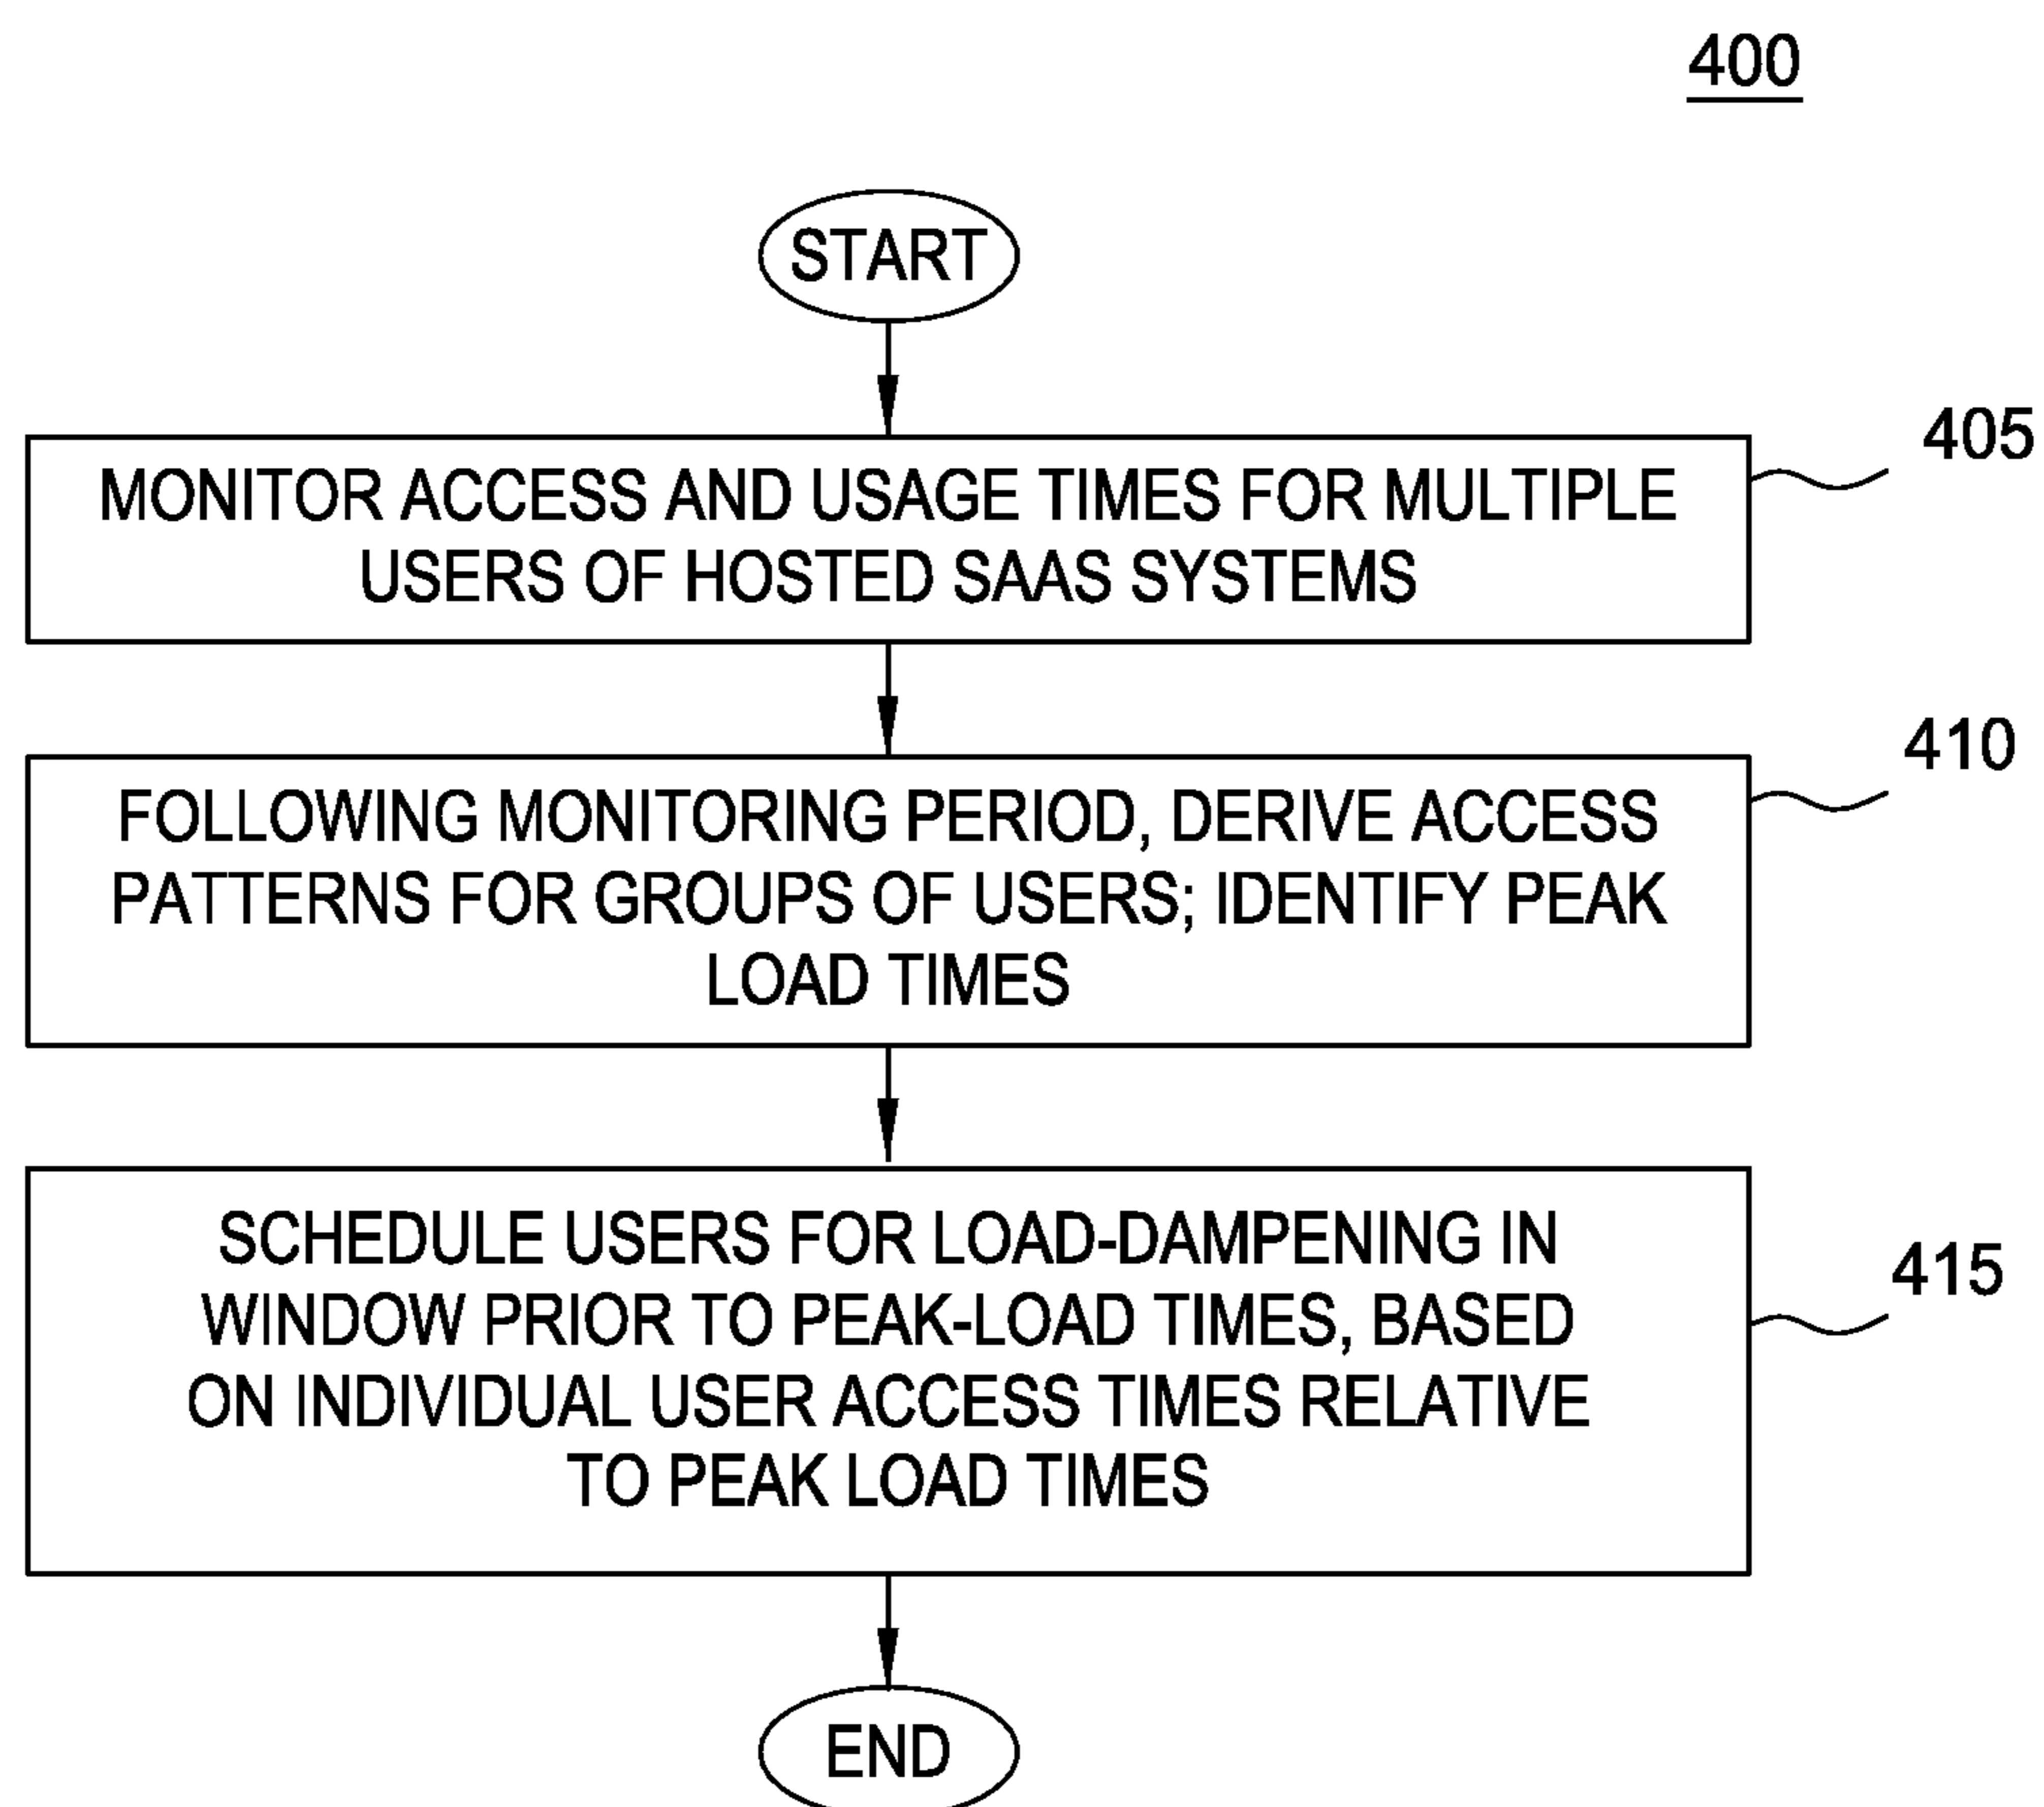 400
START
405
MONITOR ACCESS AND USAGE TIMES FOR MULTIPLE
USERS OF HOSTED SAAS SYSTEMS
410
FOLLOWING MONITORING PERIOD, DERIVE ACCESS
PATTERNS FOR GROUPS OF USERS; IDENTIFY PEAK
LOAD TIMES
415
SCHEDULE USERS FOR LOAD-DAMPENING IN
WINDOW PRIOR TO PEAK-LOAD TIMES, BASED
ON INDIVIDUAL USER ACCESS TIMES RELATIVE
TO PEAK LOAD TIMES
END